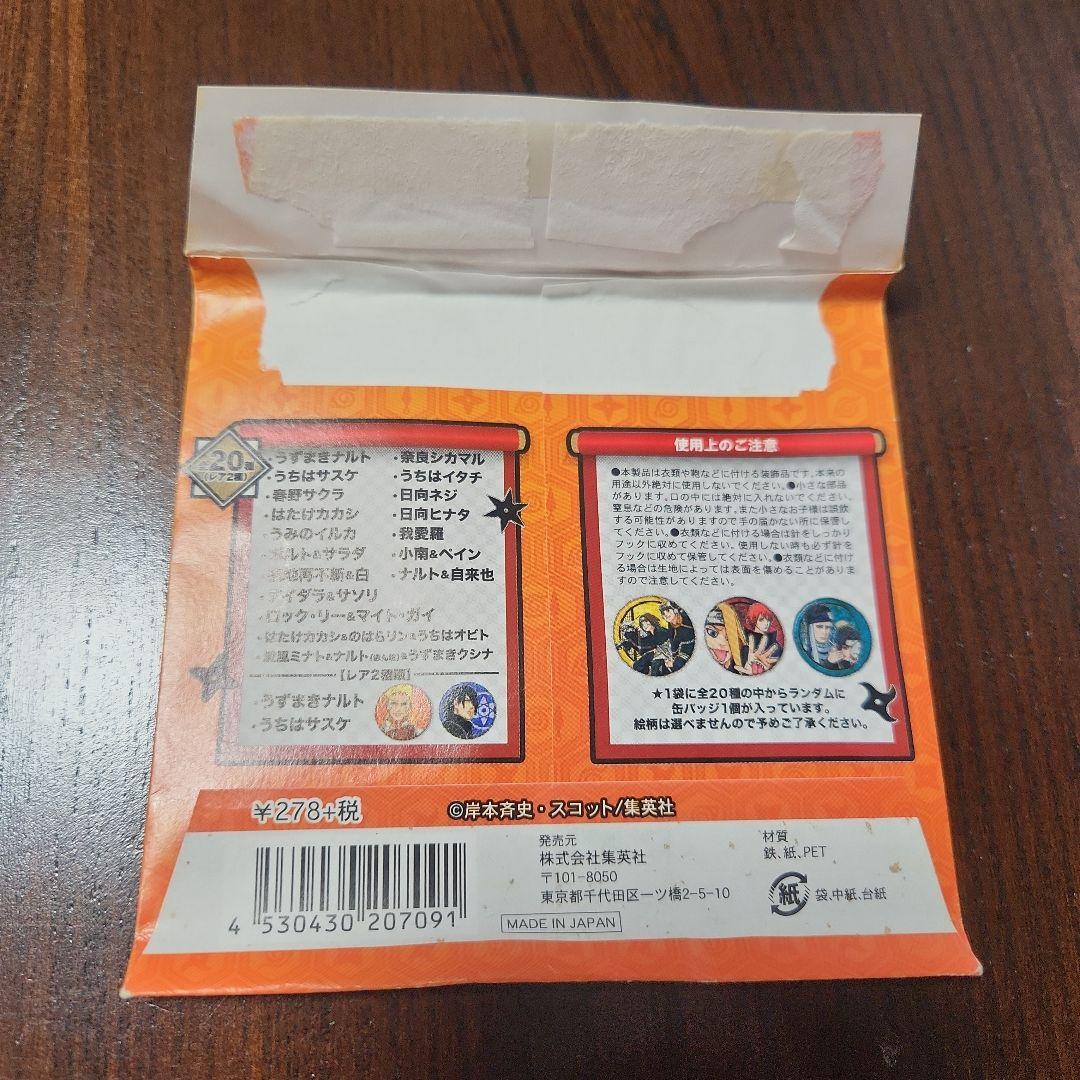 全20種
(レア2種)
・うずまきナルト
・うちはサスケ
・春野サクラ
・はたけカカシ
・うみのイルカ
・ボルト&サラダ
・桃地再不斬&白
・デイダラ&サソリ
・ロック・リー&マイト・ガイ
・はたけカカシ&のはらリン&うちはオビト
・波風ミナト&ナルト(赤ん坊)&うずまきクシナ
・奈良シカマル
・うちはイタチ
・日向ネジ
・日向ヒナタ
・我愛羅
・小南&ペイン
・ナルト&自来也
【レア2種類】
・うずまきナルト
・うちはサスケ
使用上のご注意
●本製品は衣類や鞄などに付ける装飾品です。本来の
用途以外絶対に使用しないでください。●小さな部品
があります。口の中には絶対に入れないでください。
窒息などの危険があります。また小さなお子様は誤飲
する可能性がありますので手の届かない所に保管し
てください。●衣類などに付ける場合は針をしっかり
フックに収めてください。使用しない時も必ず針を
フックに収めて保管してください。●衣類などに付
ける場合は生地によっては表面を傷めることがありま
すので注意してください。
★1袋に全20種の中からランダムに
缶バッジ1個が入っています。
絵柄は選べませんので予めご了承ください。
¥278+税
©岸本斉史・スコット/集英社
4 530430 207091
発売元
株式会社集英社
〒101-8050
東京都千代田区一ツ橋2-5-10
MADE IN JAPAN
材質
鉄、紙、PET
紙
袋、中紙、台紙